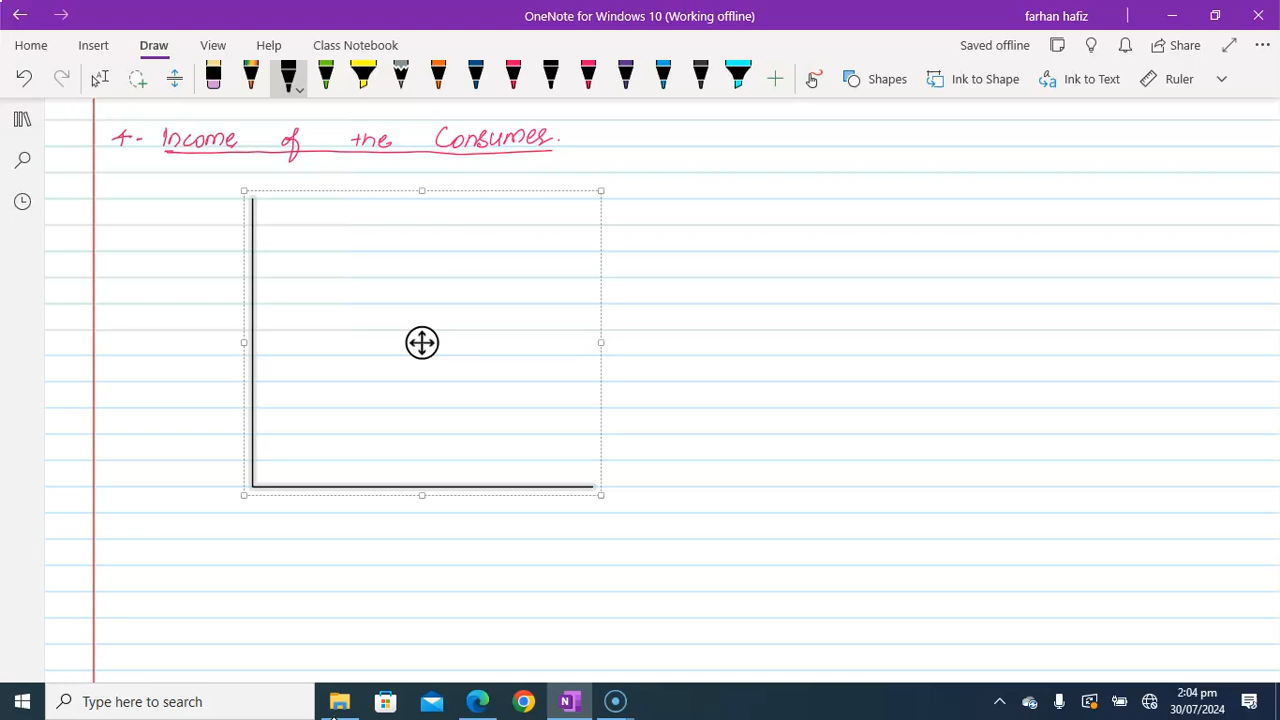 OneNote for Windows 10 (Working offline)
farhan hafiz
Home Insert Draw View Help Class Notebook
Saved offline Share
Shapes Ink to Shape Ink to Text Ruler
4- Income of the Consumer.
Type here to search
2:04 pm
30/07/2024